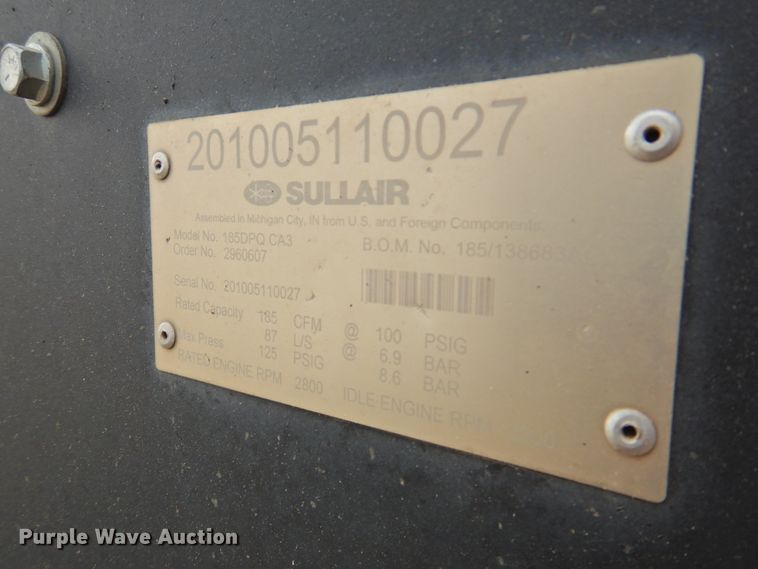 201005110027
SULLAIR
Assembled in Michigan City, IN from U.S. and Foreign Components.
Model No. 185DPQ CA3 B.O.M. No.
Order No. 2960607
Serial No. 201005110027
Rated Capacity 185 CFM @ 100 PSIG
87 L/S @ 6.9 BAR
Max Press 125 PSIG 8.6 BAR
RATED ENGINE RPM 2800 IDLE ENGINE RPM
Purple Wave Auction®